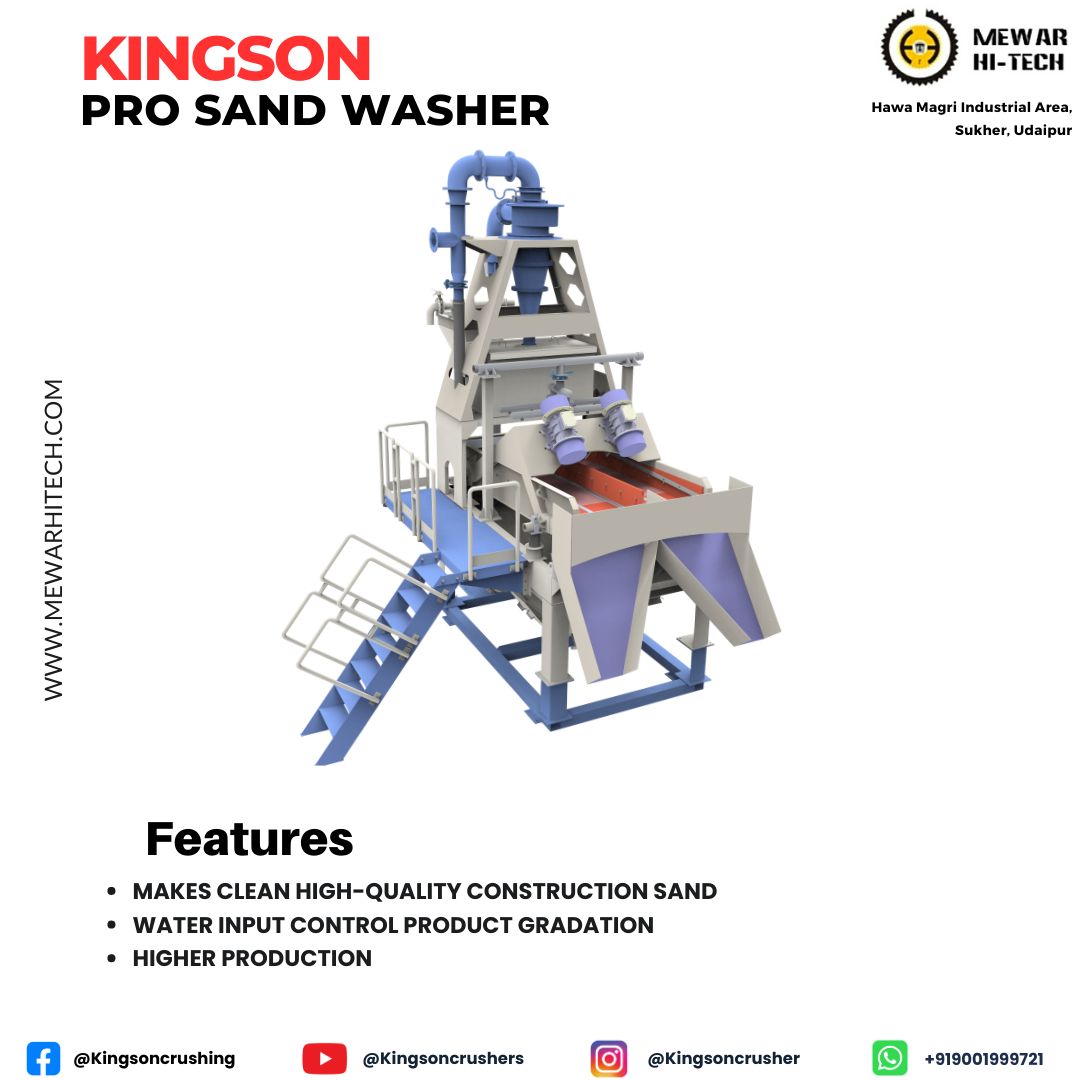 KINGSON
PRO SAND WASHER
MEWAR
HI-TECH
Hawa Magri Industrial Area,
Sukher, Udaipur
WWW.MEWARHITECH.COM
Features
• MAKES CLEAN HIGH-QUALITY CONSTRUCTION SAND
• WATER INPUT CONTROL PRODUCT GRADATION
• HIGHER PRODUCTION
@Kingsoncrushing
@Kingsoncrushers
@Kingsoncrusher
+919001999721